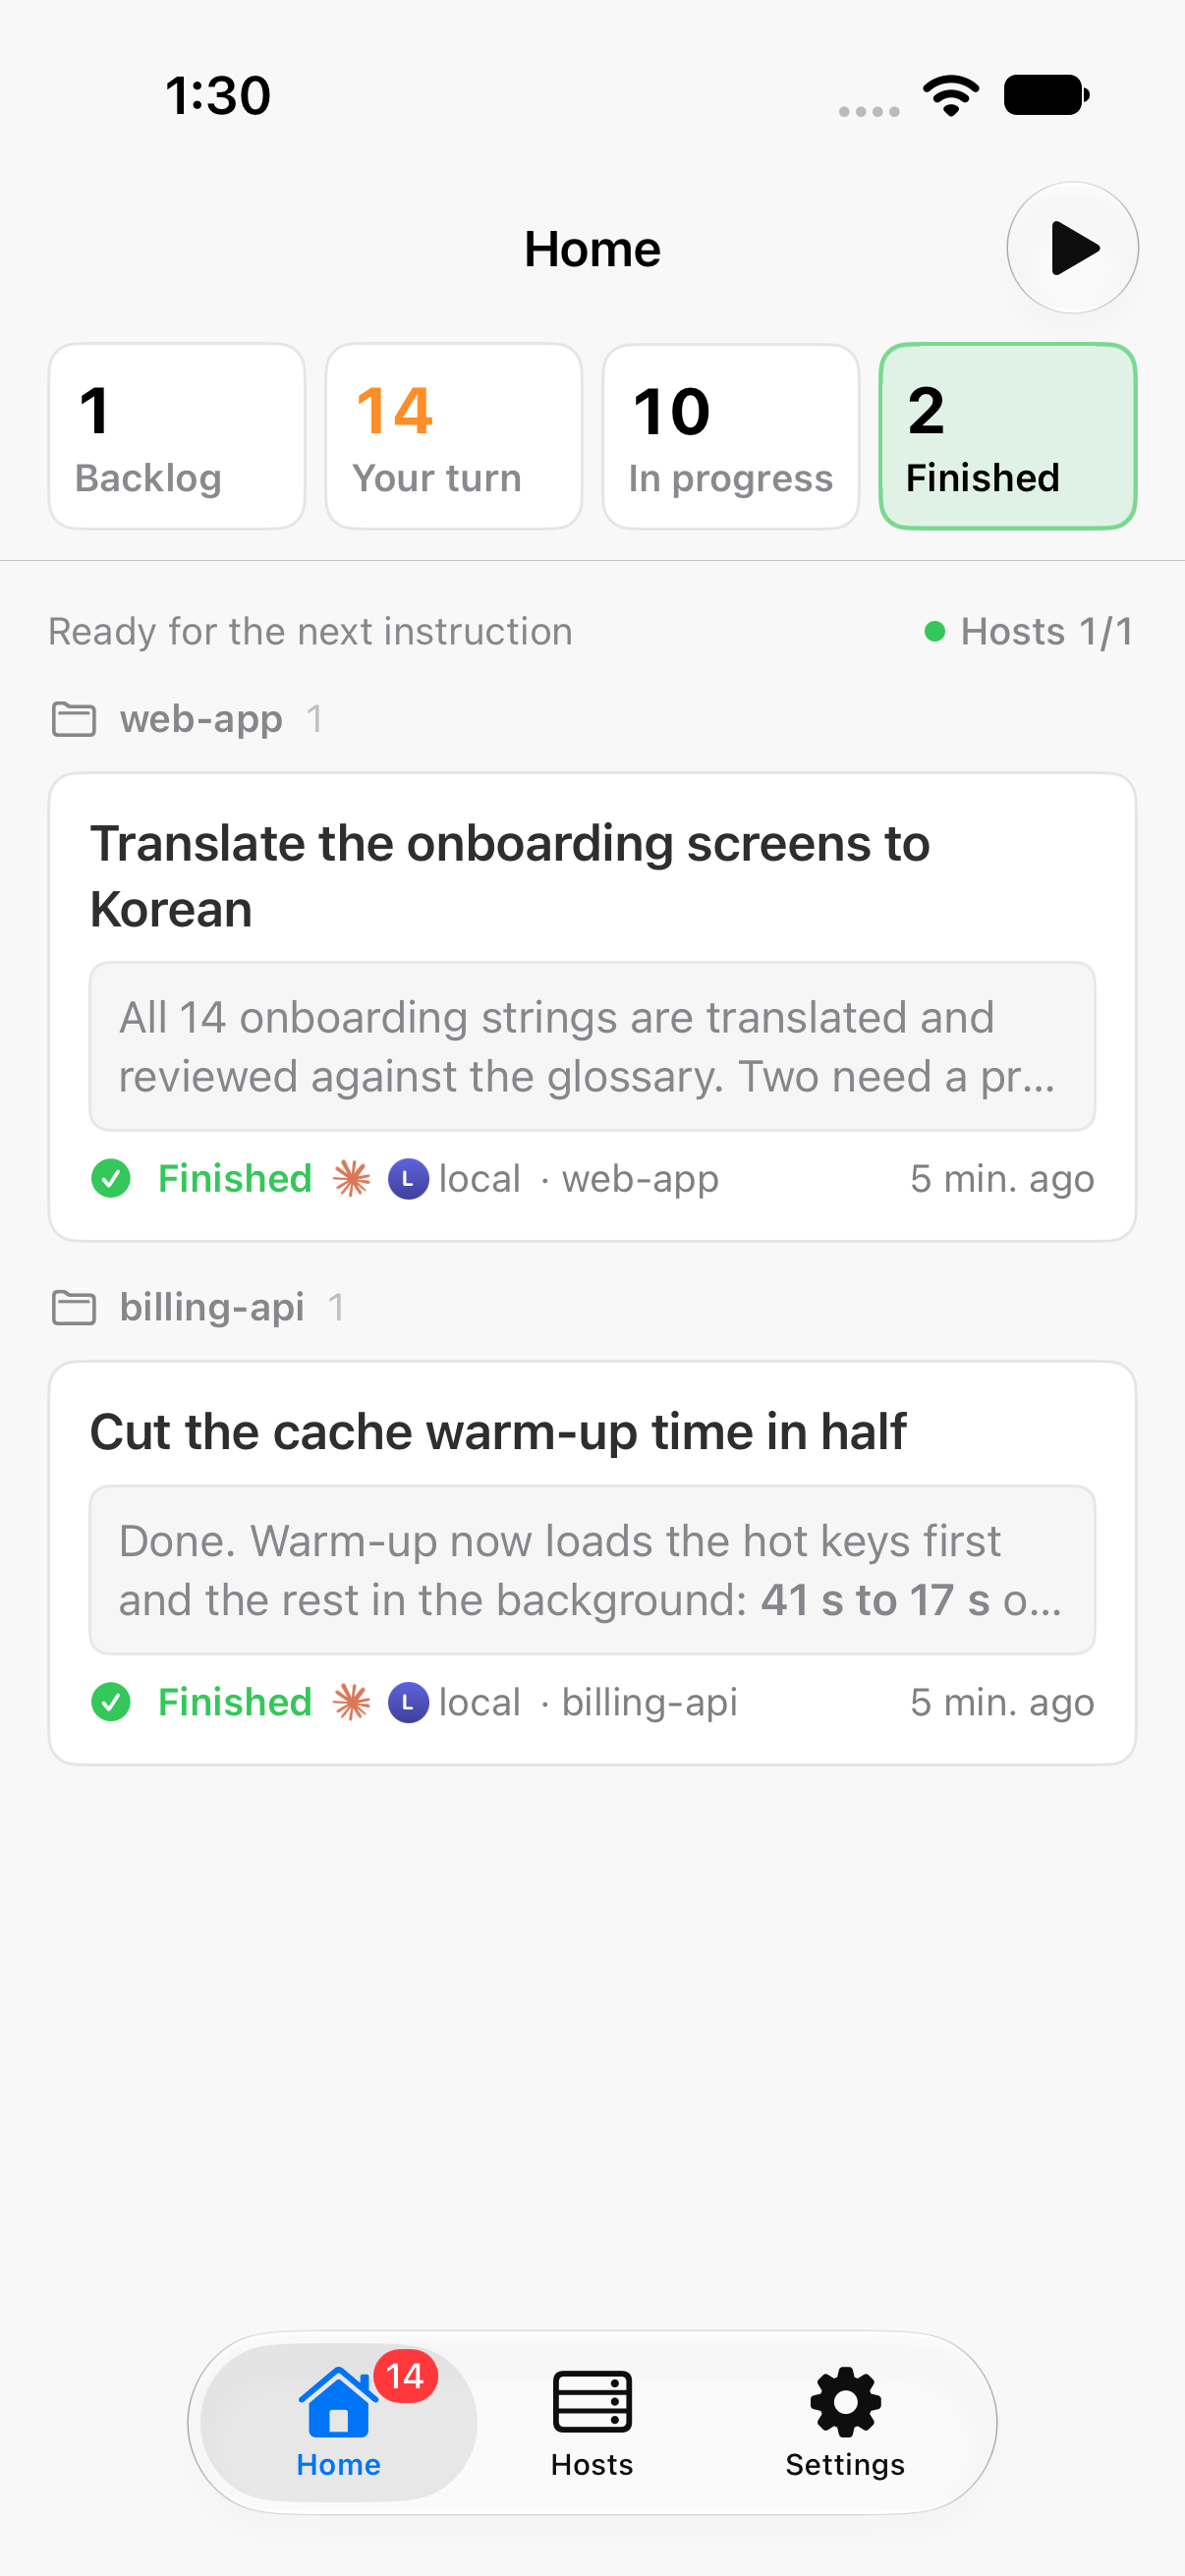 1:30
Home
1
Backlog
14
Your turn
10
In progress
2
Finished
Ready for the next instruction
Hosts 1/1
web-app 1
Translate the onboarding screens to
Korean
All 14 onboarding strings are translated and
reviewed against the glossary. Two need a pr...
Finished L local · web-app 5 min. ago
billing-api 1
Cut the cache warm-up time in half
Done. Warm-up now loads the hot keys first
and the rest in the background: 41 s to 17 s o...
Finished L local · billing-api 5 min. ago
14
Home
Hosts
Settings